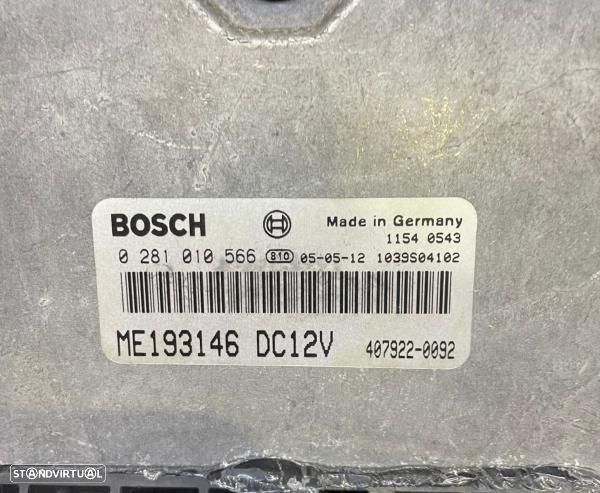 BOSCH Made in Germany
1154 0543
0 281 010 566 810 05-05-12 1039S04102
ME193146 DC12V 407922-0092
STANDVIRTUAL